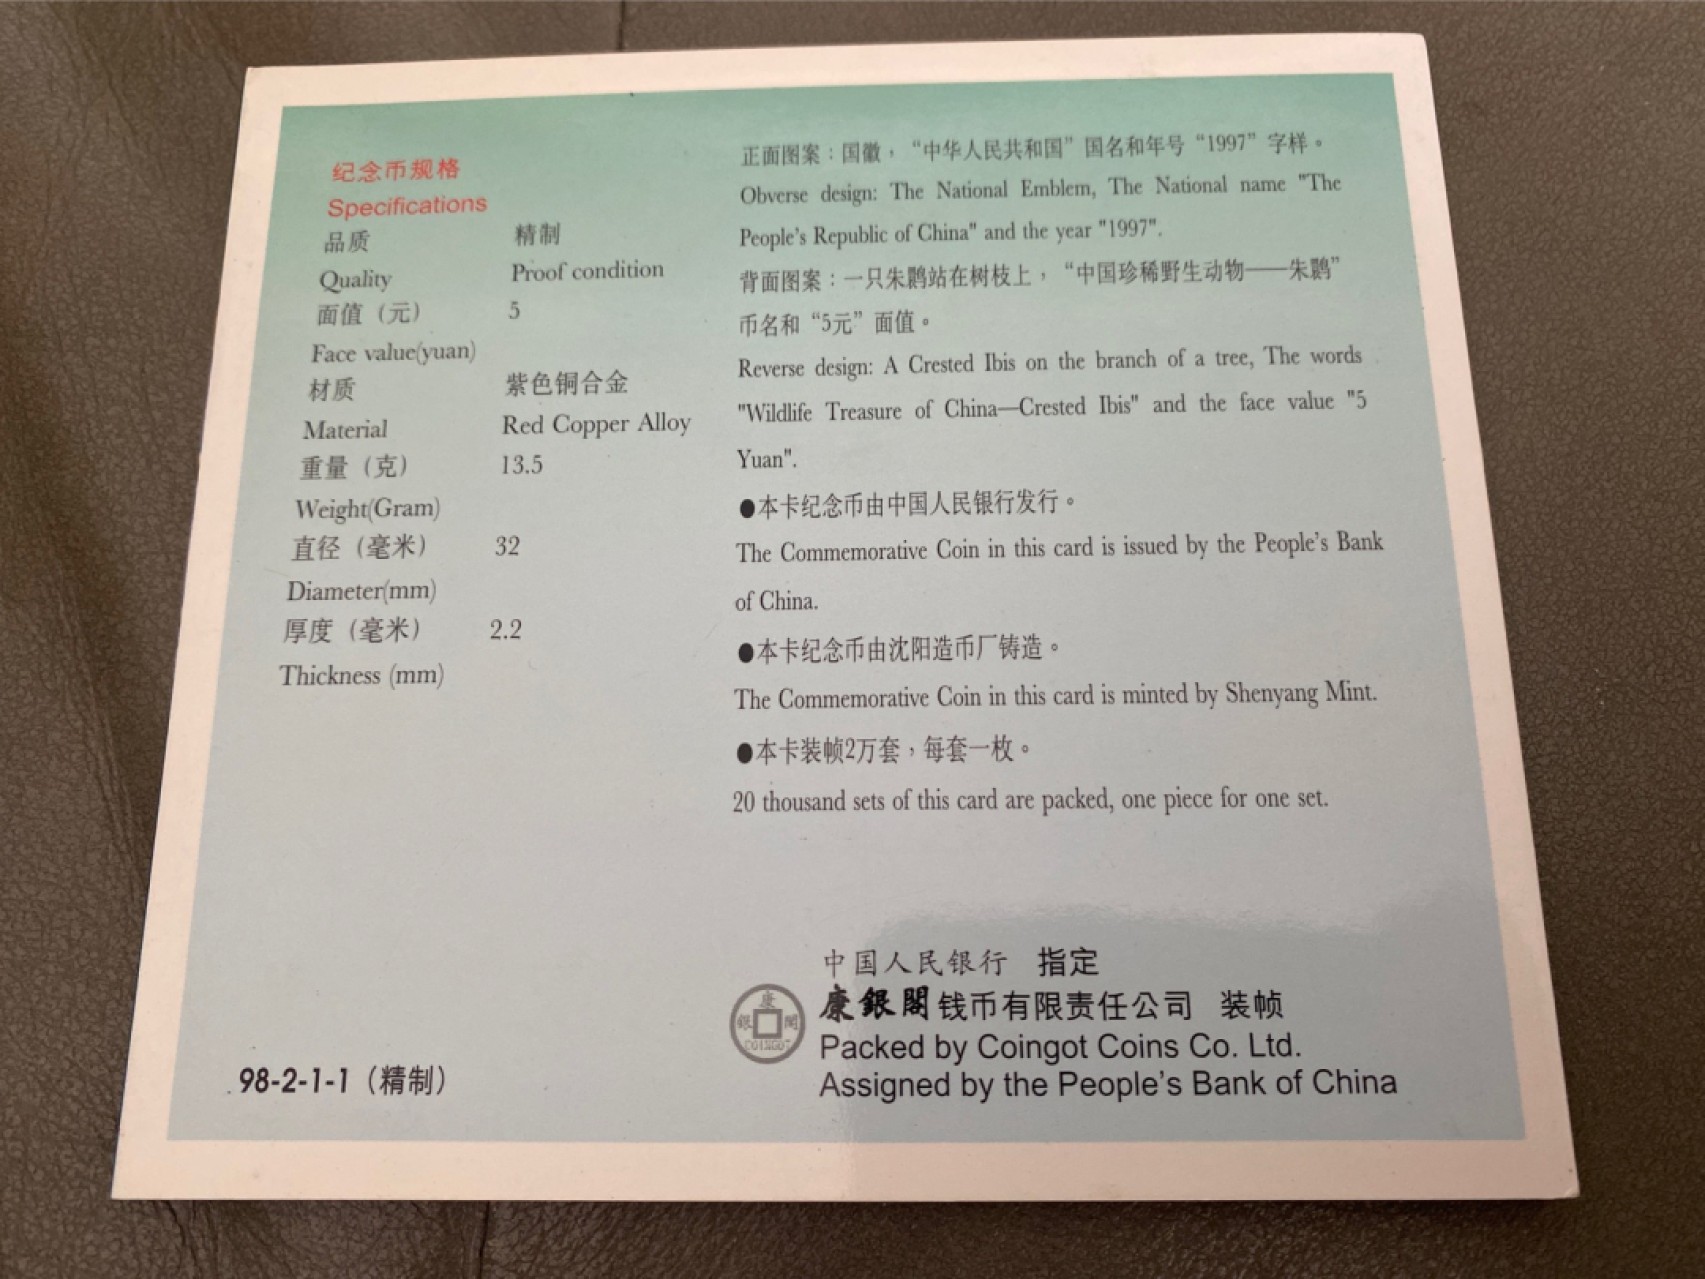 纪念币规格
Specifications
品质 精制
Quality Proof condition
面值（元） 5
Face value(yuan)
材质 紫色铜合金
Material Red Copper Alloy
重量（克） 13.5
Weight(Gram)
直径（毫米） 32
Diameter(mm)
厚度（毫米） 2.2
Thickness (mm)
正面图案：国徽，“中华人民共和国”国名和年号“1997”字样。
Obverse design: The National Emblem, The National name "The
People's Republic of China" and the year "1997".
背面图案：一只朱鹮站在树枝上，“中国珍稀野生动物——朱鹮”
币名和“5元”面值。
Reverse design: A Crested Ibis on the branch of a tree, The words
"Wildlife Treasure of China—Crested Ibis" and the face value "5
Yuan".
●本卡纪念币由中国人民银行发行。
The Commemorative Coin in this card is issued by the People's Bank
of China.
●本卡纪念币由沈阳造币厂铸造。
The Commemorative Coin in this card is minted by Shenyang Mint.
●本卡装帧2万套，每套一枚。
20 thousand sets of this card are packed, one piece for one set.
中国人民银行 指定
康銀閣钱币有限责任公司 装帧
Packed by Coingot Coins Co. Ltd.
Assigned by the People's Bank of China
康
銀 閣
COINGOT
98-2-1-1（精制）